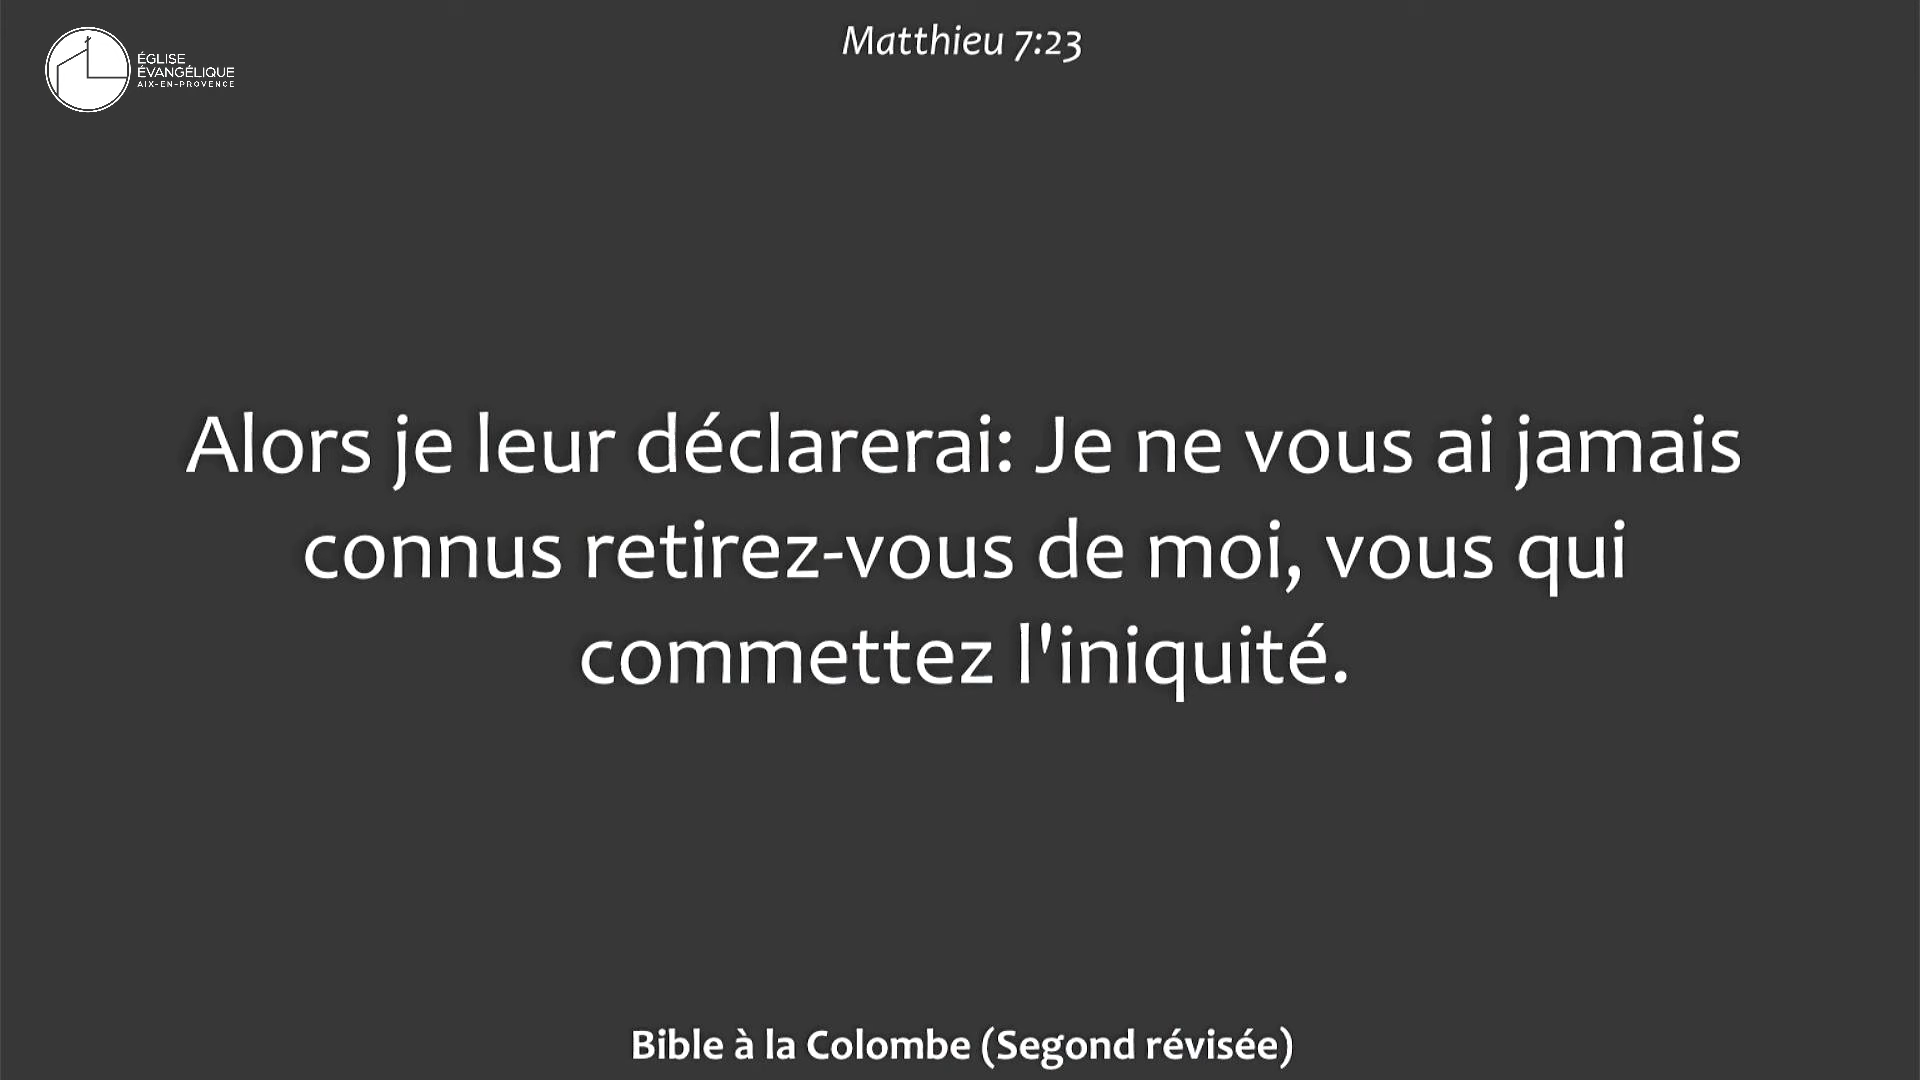 Matthieu 7:23
ÉGLISE
ÉVANGÉLIQUE
AIX-EN-PROVENCE
Alors je leur déclarerai: Je ne vous ai jamais
connus retirez-vous de moi, vous qui
commettez l'iniquité.
Bible à la Colombe (Segond révisée)